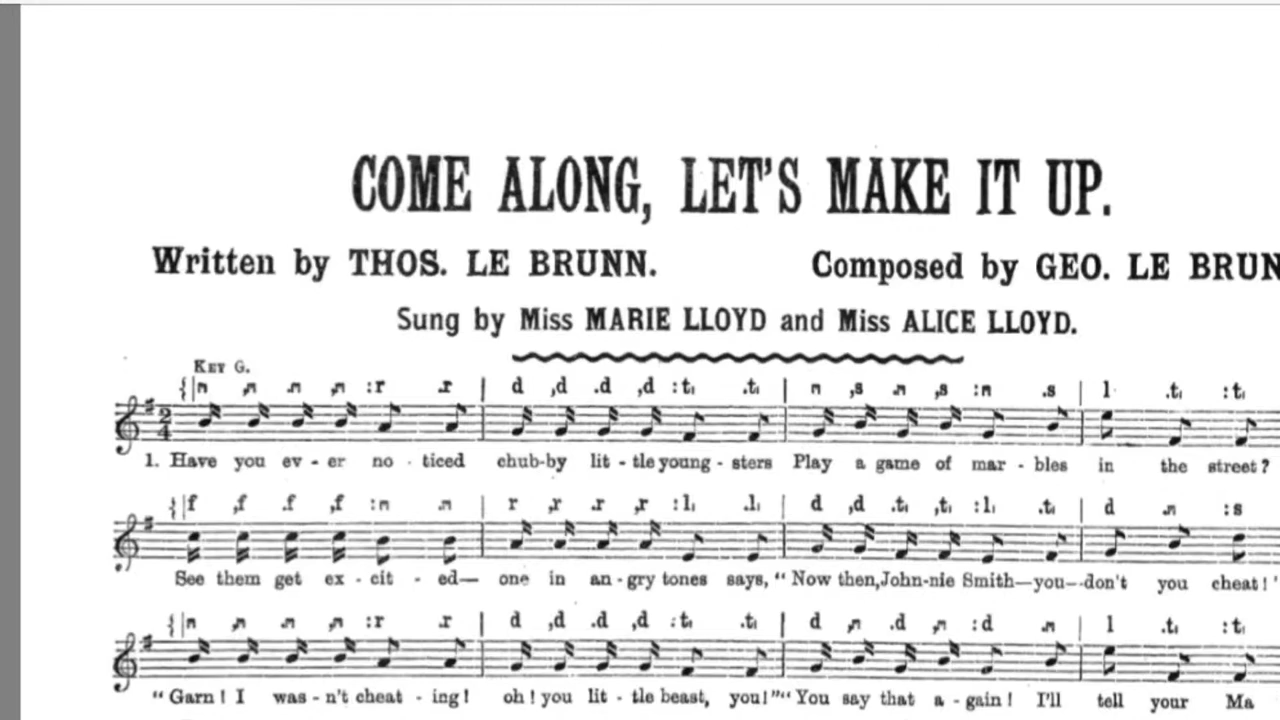 COME ALONG, LET'S MAKE IT UP.
Written by THOS. LE BRUNN. Composed by GEO. LE BRUN
Sung by Miss MARIE LLOYD and Miss ALICE LLOYD.
KEY G.
{|m ,m .m ,m :r .r | d ,d .d ,d :t, .t, | m ,s .m ,s :m .s | l .t, :t,
2
4
1. Have you ev - er no - ticed chub-by lit - tle young - sters Play a game of mar - bles in the street?
{|f ,f .f ,f :m .m | r ,r .r ,r :l, .l, | d ,d .t, ,t, :l, .t, | d .m :s
See them get ex - cit - ed— one in an - gry tones says, “ Now then, John-nie Smith—you—don't you cheat! ”
{|m ,m .m ,m :r .r | d ,d .d ,d :t, .t, | d ,m .d ,m :d .m | l .t, :t,
“ Garn! I was - n't cheat - ing! oh! you lit - tle beast, you!” “ You say that a - gain! I'll tell your Ma